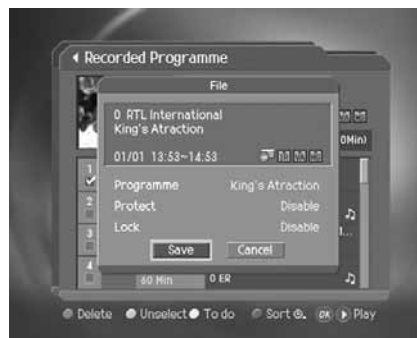 Recorded Programme
File
0 RTL International
King's Atraction
01/01 13:53~14:53
0Min)
Programme King's Atraction
Protect Disable
Lock Disable
Save Cancel
1
2
3
4
60 Min 0 ER
Delete Unselect To do Sort OK Play